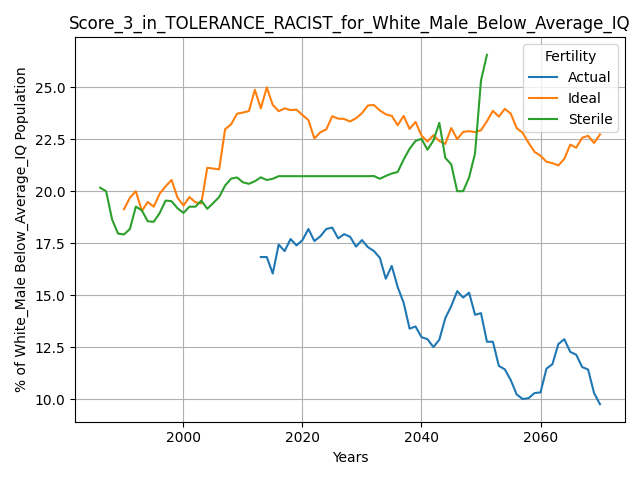 Score_3_in_TOLERANCE_RACIST_for_White_Male_Below_Average_IQ
% of White_Male Below_Average_IQ Population
25.0
22.5
20.0
17.5
15.0
12.5
10.0
Fertility
Actual
Ideal
Sterile
2000
2020
2040
2060
Years